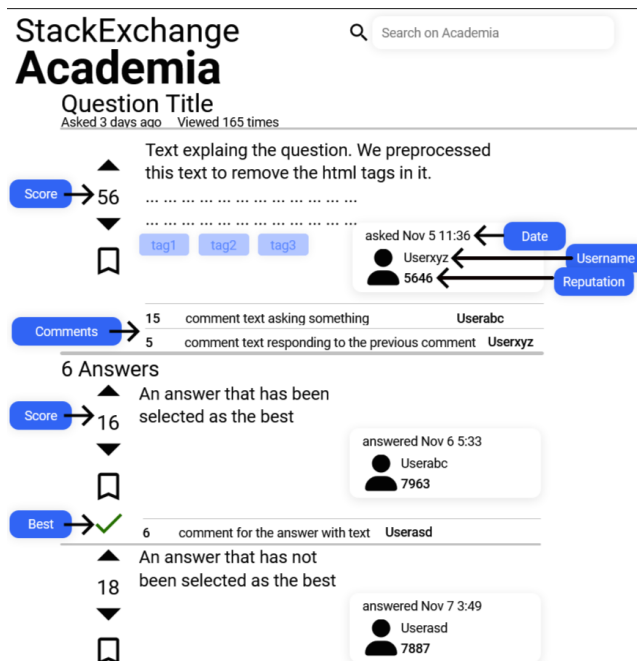 StackExchange
Academia
Search on Academia
Question Title
Asked 3 days ago Viewed 165 times
Text explaing the question. We preprocessed
this text to remove the html tags in it.
Score
56
... ... ... ... ... ... ... ... ... ... ...
... ... ... ... ... ... ... ... ... ... ...
tag1 tag2 tag3
asked Nov 5 11:36
Date
Userxyz
Username
5646
Reputation
Comments
15 comment text asking something Userabc
5 comment text responding to the previous comment Userxyz
6 Answers
An answer that has been
selected as the best
Score
16
answered Nov 6 5:33
Userabc
7963
Best
6 comment for the answer with text Userasd
An answer that has not
been selected as the best
18
answered Nov 7 3:49
Userasd
7887